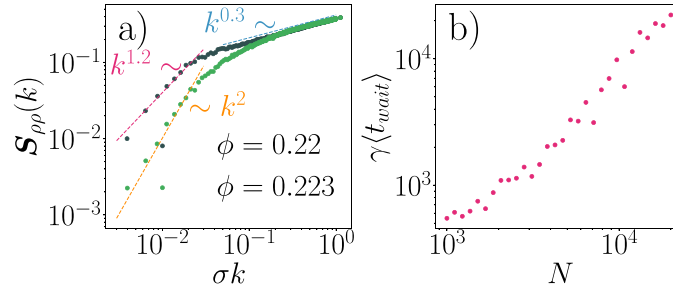 a)
k^0.3 ~
k^1.2 ~
~ k^2
ϕ = 0.22
ϕ = 0.223
S_ρρ(k)
10^-1
10^-2
10^-3
10^-2
10^-1
10^0
σk
b)
γ⟨t_wait⟩
10^4
10^3
10^3
10^4
N